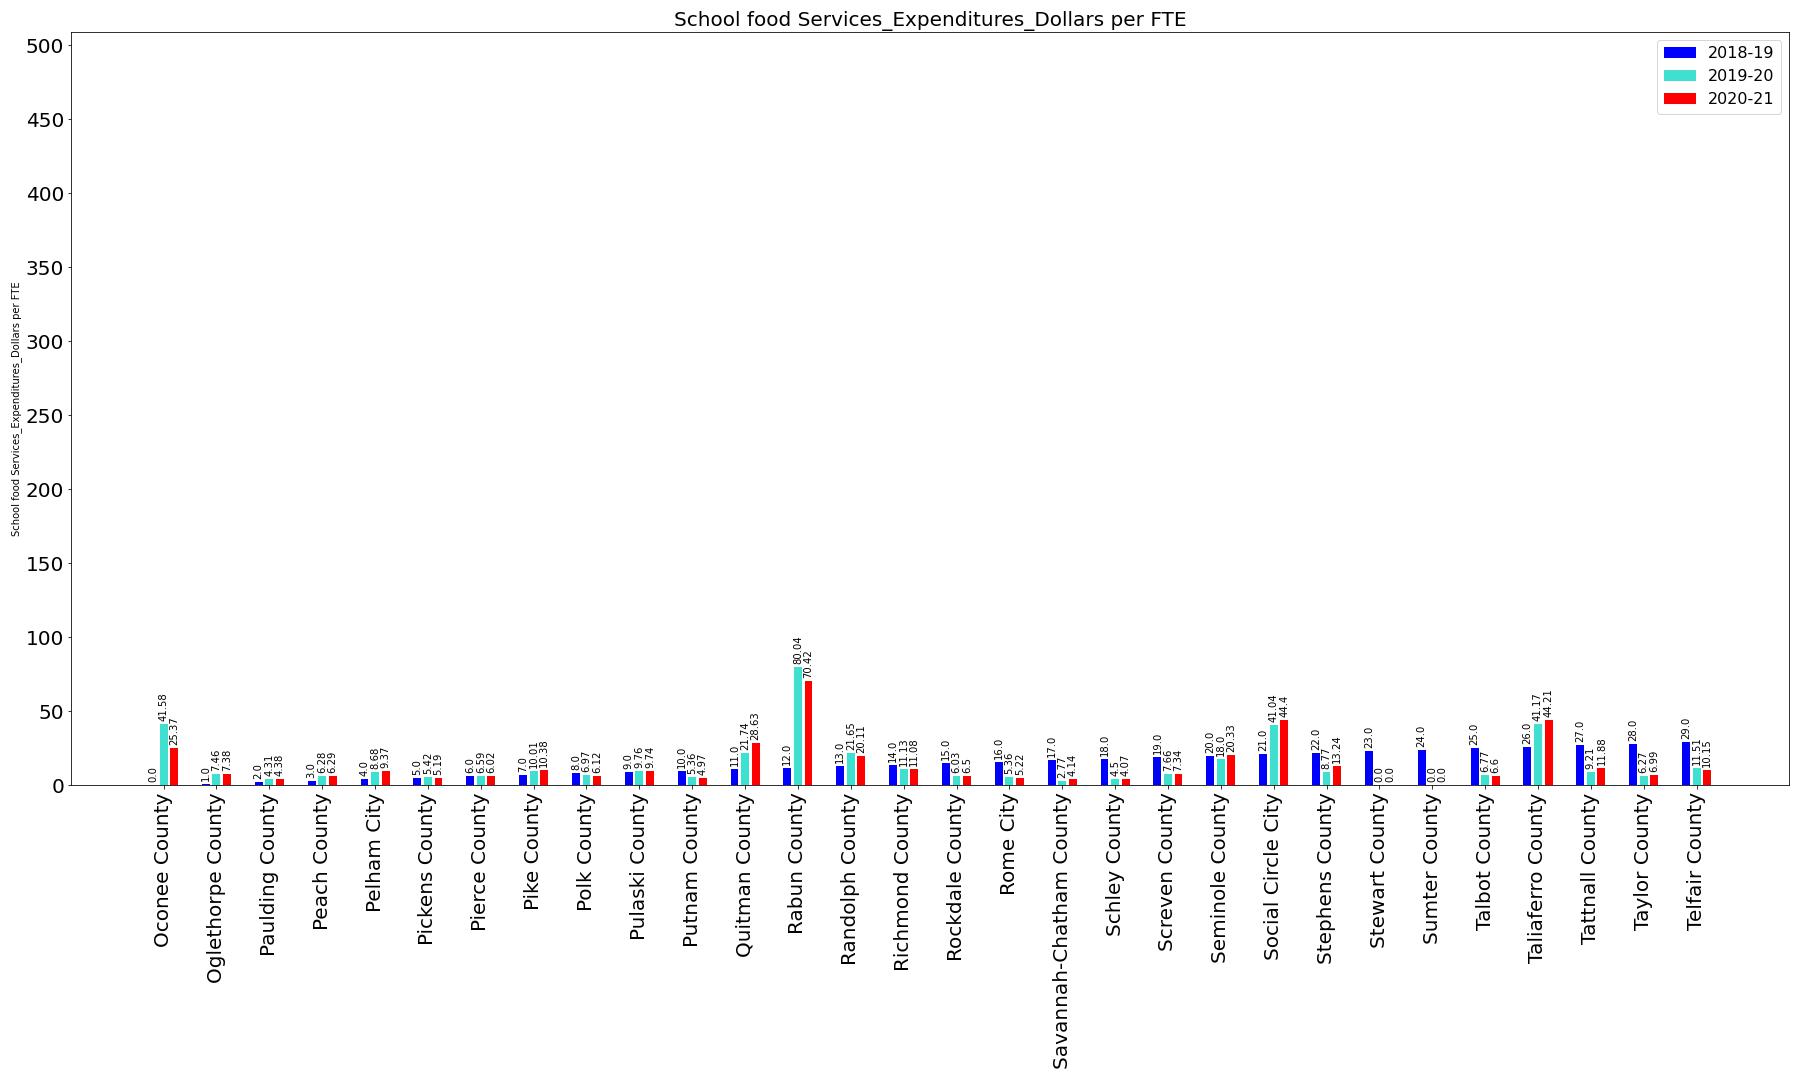 School food Services_Expenditures_Dollars per FTE
2018-19
2019-20
2020-21
School food Services_Expenditures_Dollars per FTE
500
450
400
350
300
250
200
150
100
50
0
0.0 41.58 25.37
1.0 7.46 7.38
2.0 4.31 4.38
3.0 6.28 6.29
4.0 8.68 9.37
5.0 5.42 5.19
6.0 6.59 6.02
7.0 10.01 10.38
8.0 6.97 6.12
9.0 9.76 9.74
10.0 5.36 4.97
11.0 21.74 28.63
12.0 80.04 70.42
13.0 21.65 20.11
14.0 11.13 11.08
15.0 6.03 6.5
16.0 5.36 5.22
17.0 2.77 4.14
18.0 4.5 4.07
19.0 7.66 7.34
20.0 18.0 20.33
21.0 41.04 44.4
22.0 8.77 13.24
23.0 0.0 0.0
24.0 0.0 0.0
25.0 6.77 6.6
26.0 41.17 44.21
27.0 9.21 11.88
28.0 6.27 6.99
29.0 11.51 10.15
Oconee County
Oglethorpe County
Paulding County
Peach County
Pelham City
Pickens County
Pierce County
Pike County
Polk County
Pulaski County
Putnam County
Quitman County
Rabun County
Randolph County
Richmond County
Rockdale County
Rome City
Savannah-Chatham County
Schley County
Screven County
Seminole County
Social Circle City
Stephens County
Stewart County
Sumter County
Talbot County
Taliaferro County
Tattnall County
Taylor County
Telfair County